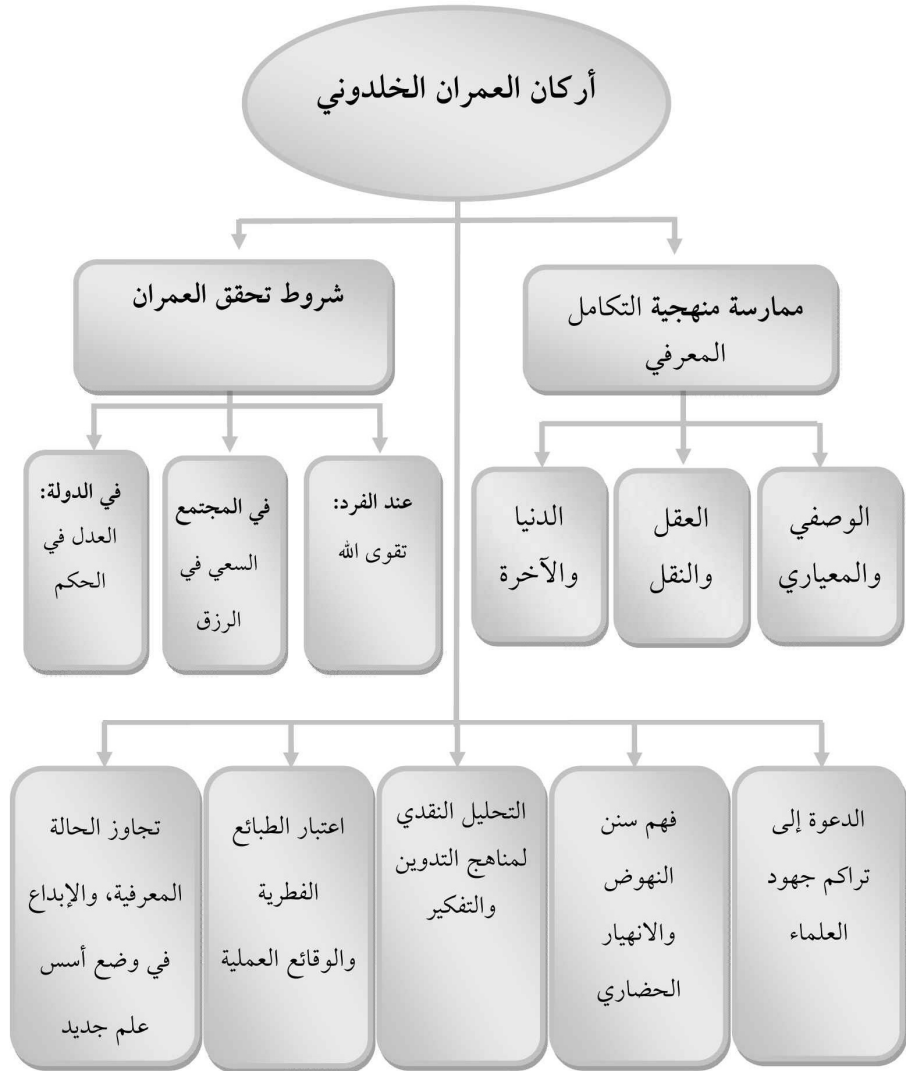 أركان العمران الخلدوني
ممارسة منهجية التكامل
المعرفي
شروط تحقق العمران
الوصفي
والمعياري
العقل
والنقل
الدنيا
والآخرة
عند الفرد:
تقوى الله
في المجتمع
السعي في
الرزق
في الدولة:
العدل في
الحكم
الدعوة إلى
تراكم جهود
العلماء
فهم سنن
النهوض
والانهيار
الحضاري
التحليل النقدي
لمناهج التدوين
والتفكير
اعتبار الطبائع
الفطرية
والوقائع العملية
تجاوز الحالة
المعرفية، والإبداع
في وضع أسس
علم جديد